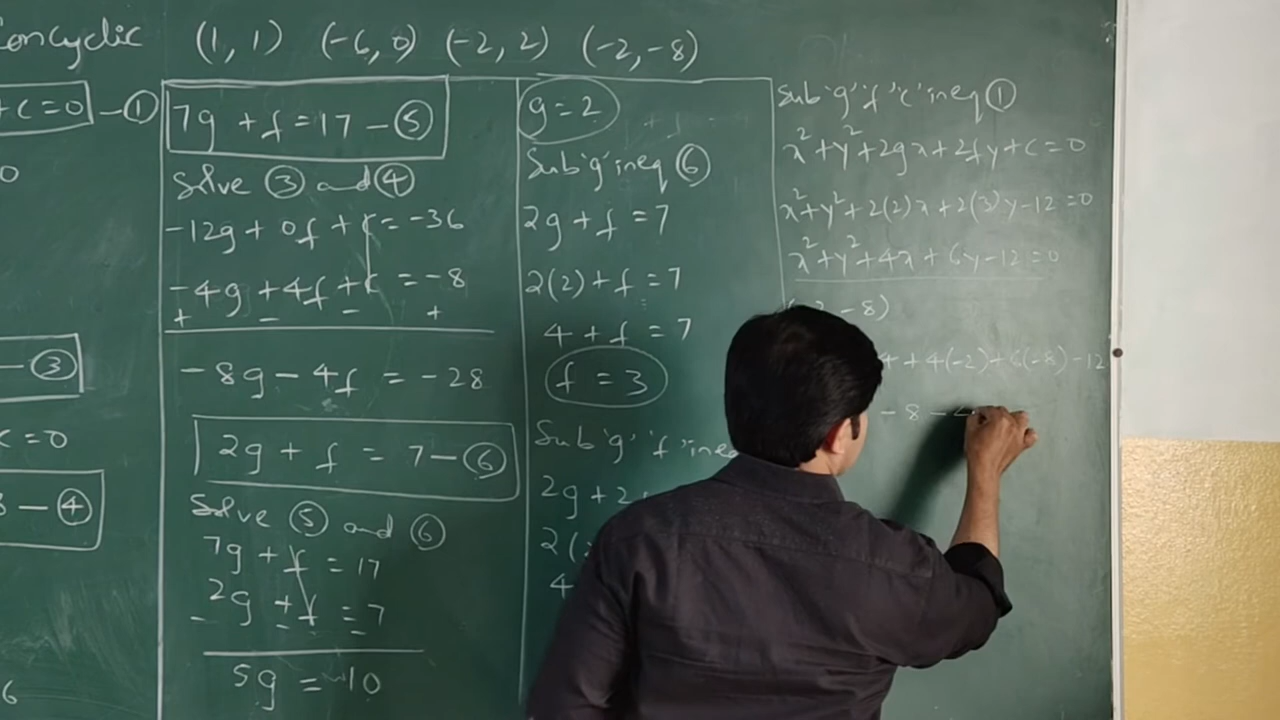 Concyclic (1, 1) (-6, 0) (-2, 2) (-2, -8)
+ c = 0 — ①
0
— ③
c = 0
8 — ④
6
7g + f = 17 — ⑤
Solve ③ and ④
-12g + 0f + c = -36
-4g + 4f + c = -8
+ - - +
-8g - 4f = -28
2g + f = 7 — ⑥
Solve ⑤ and ⑥
7g + f = 17
2g + f = 7
- - -
5g = 10
g = 2
Sub 'g' in eq ⑥
2g + f = 7
2(2) + f = 7
4 + f = 7
f = 3
Sub 'g' 'f' in eq
2g + 2
2(
4
Sub 'g' 'f' 'c' in eq ①
x² + y² + 2gx + 2fy + c = 0
x² + y² + 2(2)x + 2(3)y - 12 = 0
x² + y² + 4x + 6y - 12 = 0
(-2, -8)
4 + 4(-2) + 6(-8) - 12
- 8 - 4